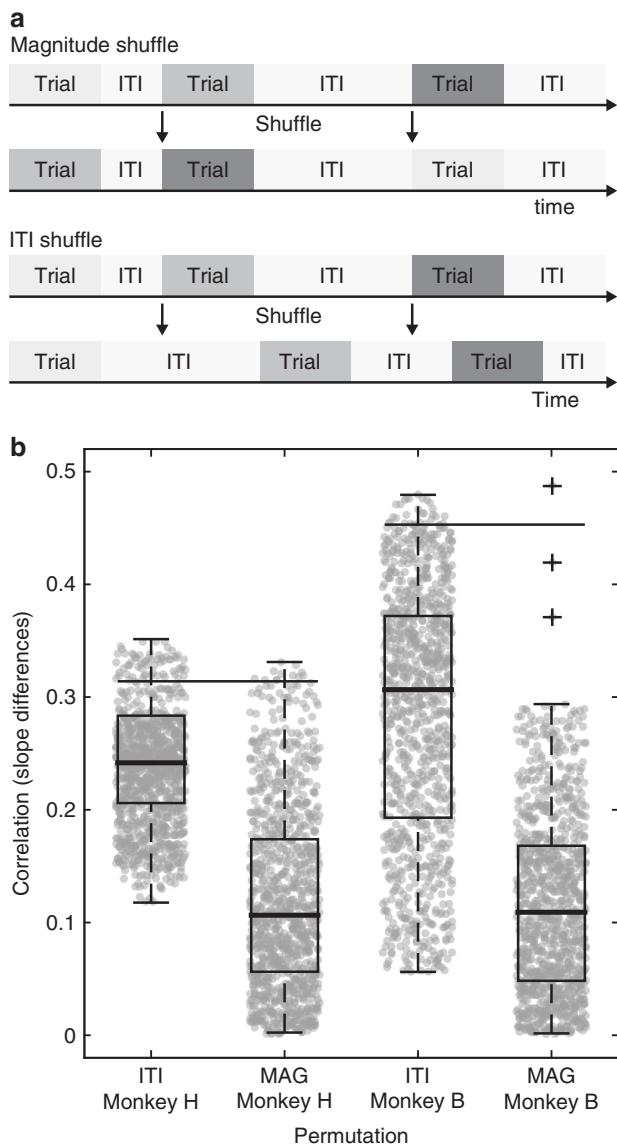 a
Magnitude shuffle
Trial ITI Trial ITI Trial ITI
Shuffle
Trial ITI Trial ITI Trial ITI
time
ITI shuffle
Trial ITI Trial ITI Trial ITI
Shuffle
Trial ITI Trial ITI Trial ITI
Time
b
0.5
0.4
0.3
0.2
0.1
0
Correlation (slope differences)
ITI MAG ITI MAG
Monkey H Monkey H Monkey B Monkey B
Permutation